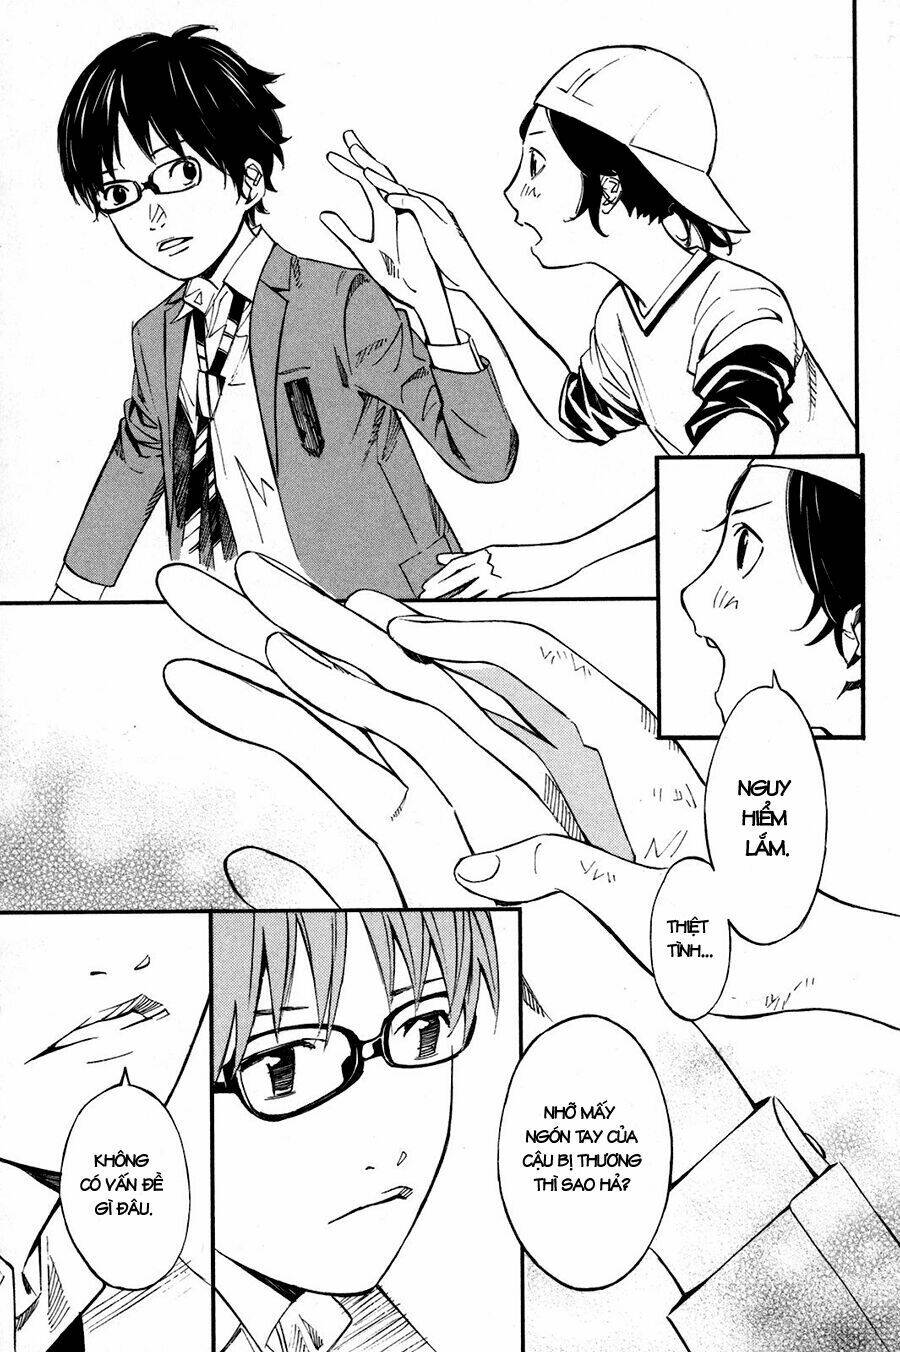 NGUY
HIỂM
LẮM.
THIỆT
TÌNH...
NHỠ MẤY
NGÓN TAY CỦA
CẬU BỊ THƯƠNG
THÌ SAO HẢ?
KHÔNG
CÓ VẤN ĐỀ
GÌ ĐÂU.